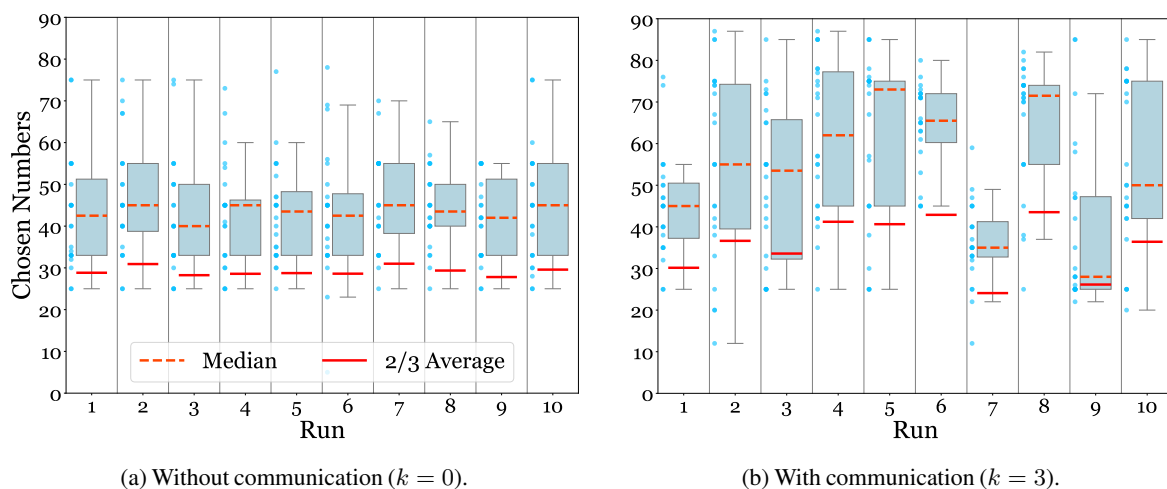 Chosen Numbers
90
80
70
60
50
40
30
20
10
0
Median
2/3 Average
1 2 3 4 5 6 7 8 9 10
Run
(a) Without communication (k = 0).
90
80
70
60
50
40
30
20
10
0
1 2 3 4 5 6 7 8 9 10
Run
(b) With communication (k = 3).